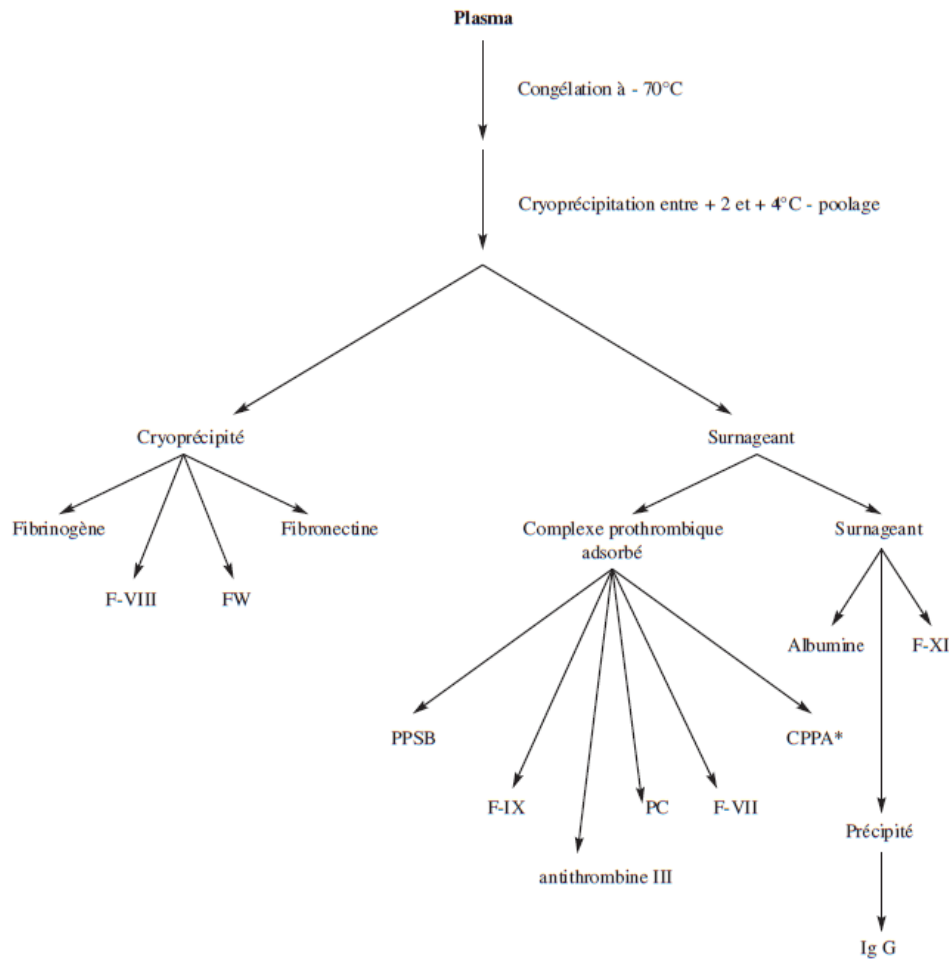 Plasma
Congélation à - 70°C
Cryoprécipitation entre + 2 et + 4°C - poolage
Cryoprécipité
Surnageant
Fibrinogène
Fibronectine
Complexe prothrombique
adsorbé
Surnageant
F-VIII
FW
Albumine
F-XI
PPSB
CPPA*
F-IX
PC
F-VII
Précipité
antithrombine III
Ig G